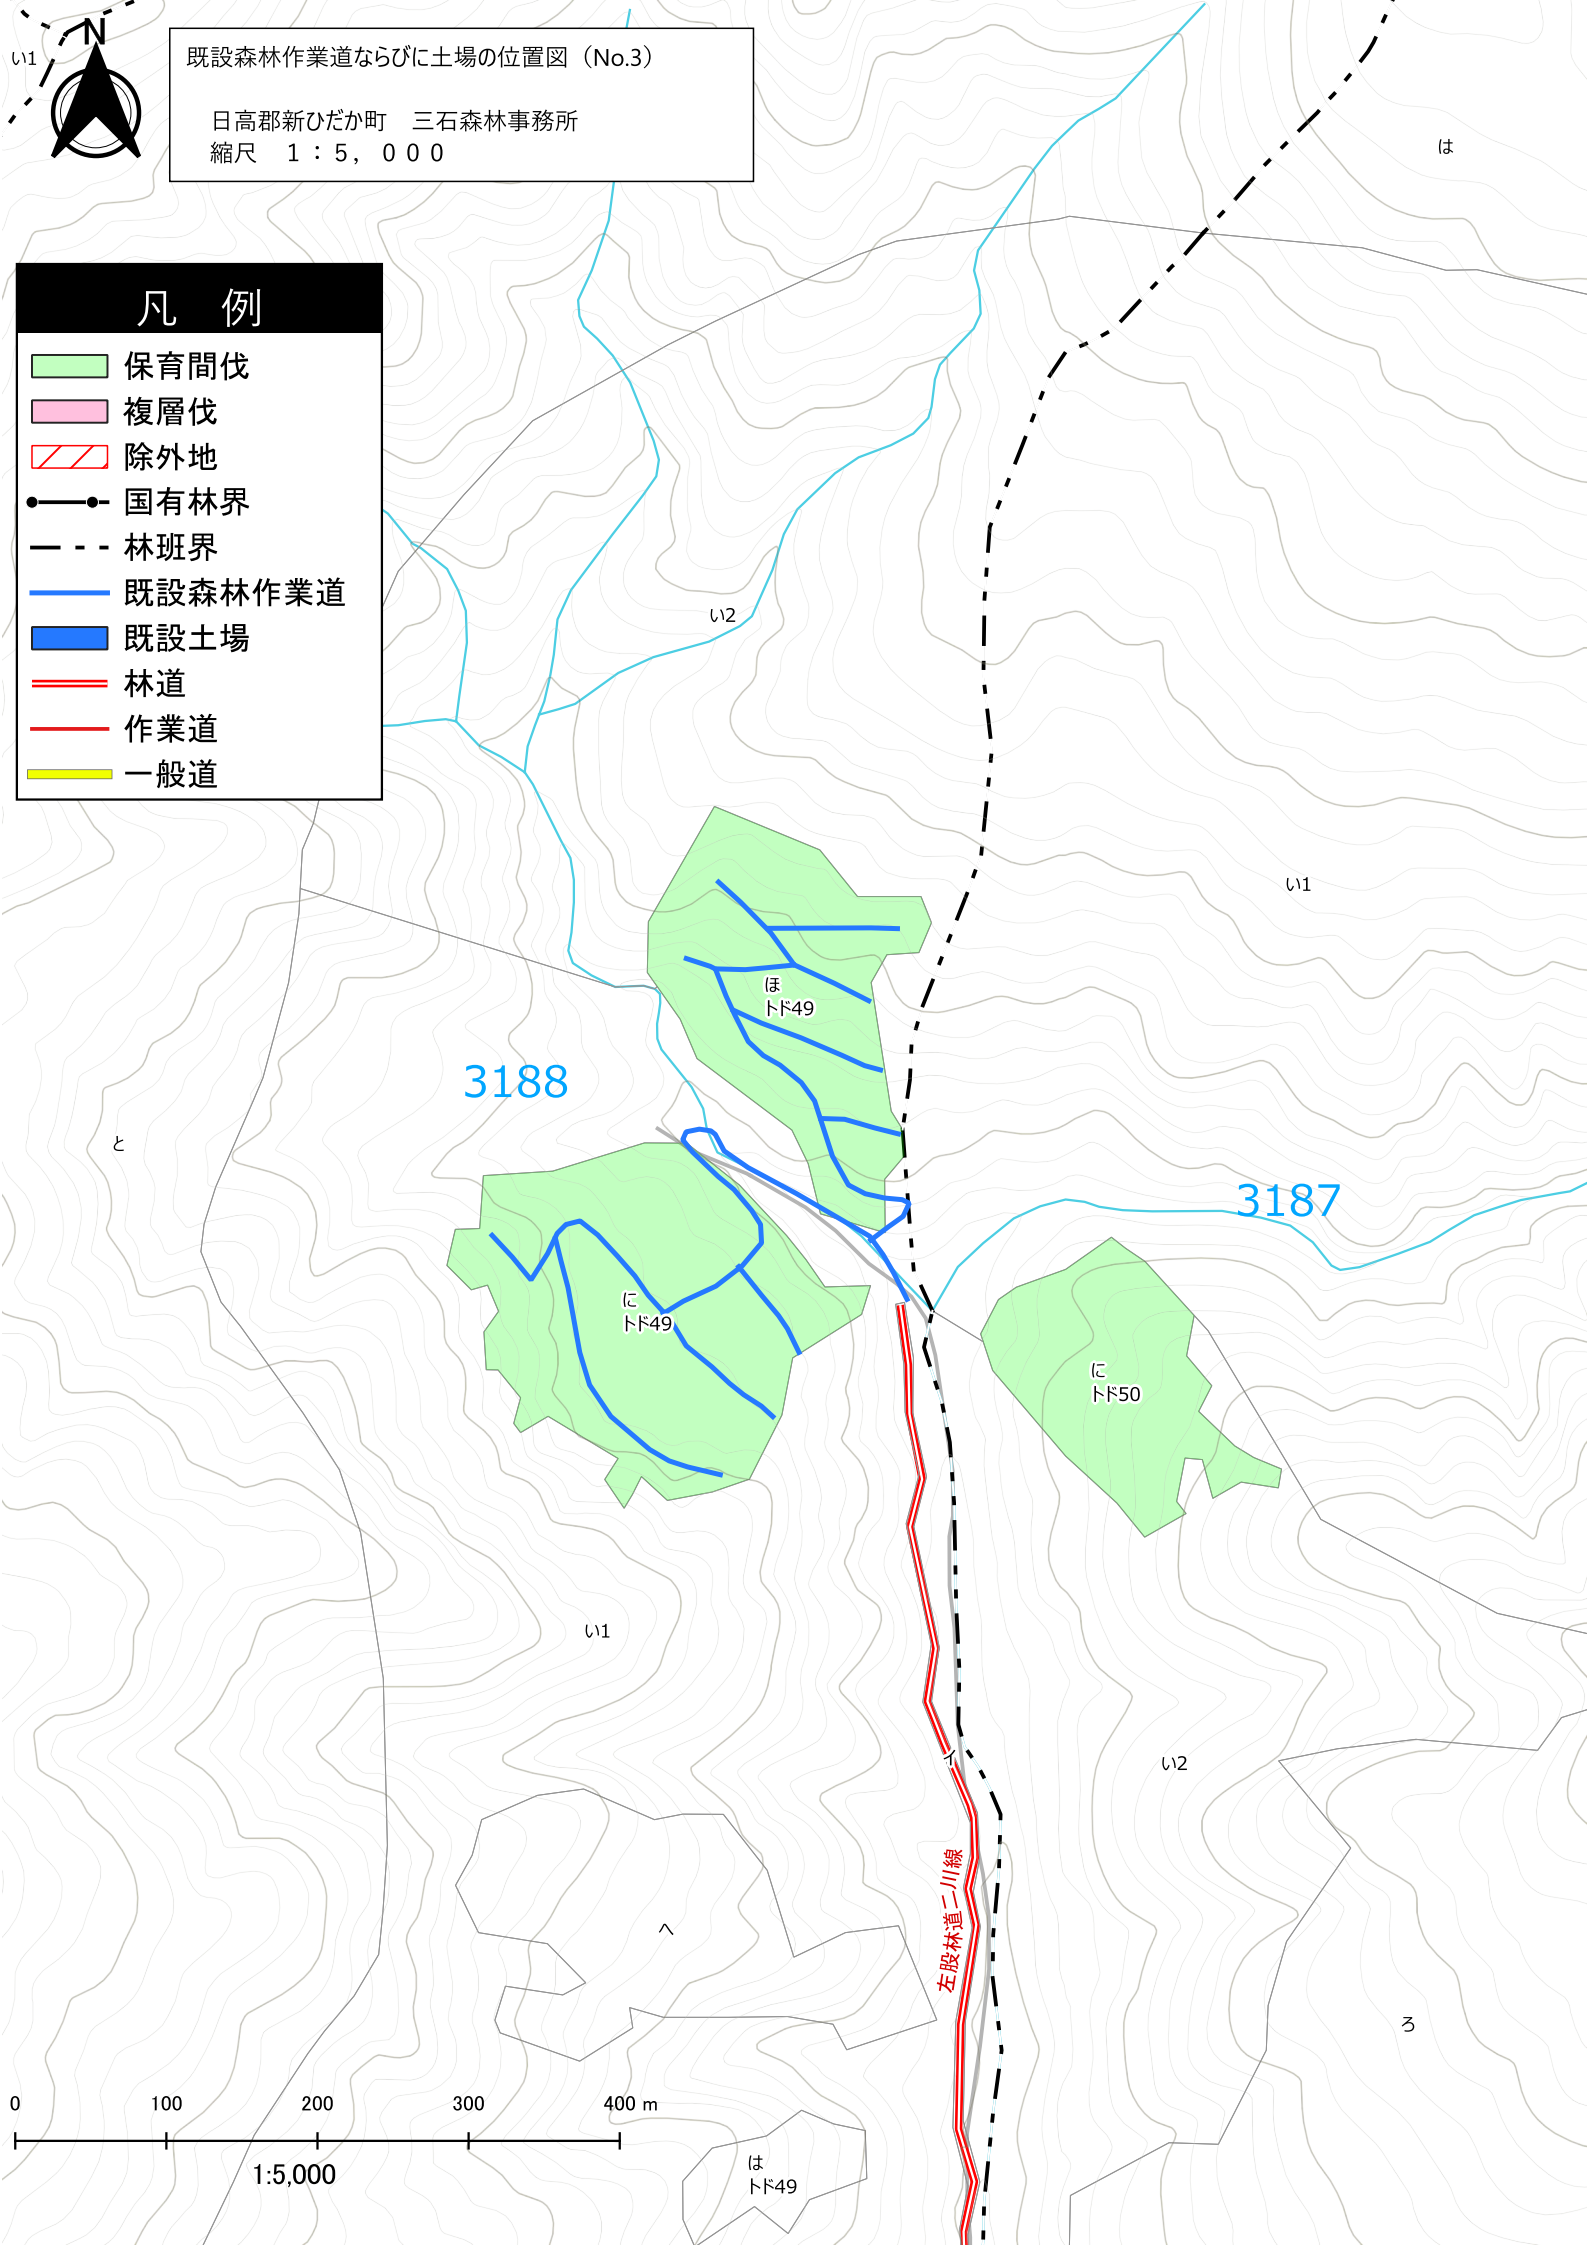 N
い1
既設森林作業道ならびに土場の位置図（No.3）
日高郡新ひだか町　三石森林事務所
縮尺　１：５，０００
は
凡　例
保育間伐
複層伐
除外地
国有林界
林班界
既設森林作業道
既設土場
林道
作業道
一般道
い2
い1
ほ
トド49
3188
と
3187
に
トド49
に
トド50
い1
イ
い2
左股林道二川線
へ
ろ
0 100 200 300 400 m
1:5,000
は
トド49